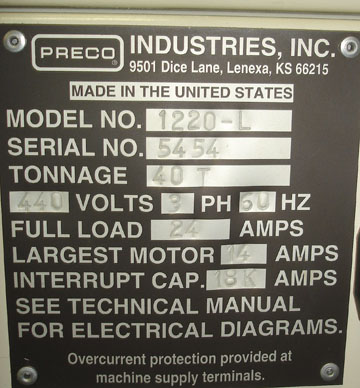 PRECO INDUSTRIES, INC.
9501 Dice Lane, Lenexa, KS 66215
MADE IN THE UNITED STATES
MODEL NO. 1220-L
SERIAL NO. 5454
TONNAGE 40 T
440 VOLTS 3 PH 60 HZ
FULL LOAD 24 AMPS
LARGEST MOTOR 14 AMPS
INTERRUPT CAP. 18K AMPS
SEE TECHNICAL MANUAL
FOR ELECTRICAL DIAGRAMS.
Overcurrent protection provided at
machine supply terminals.